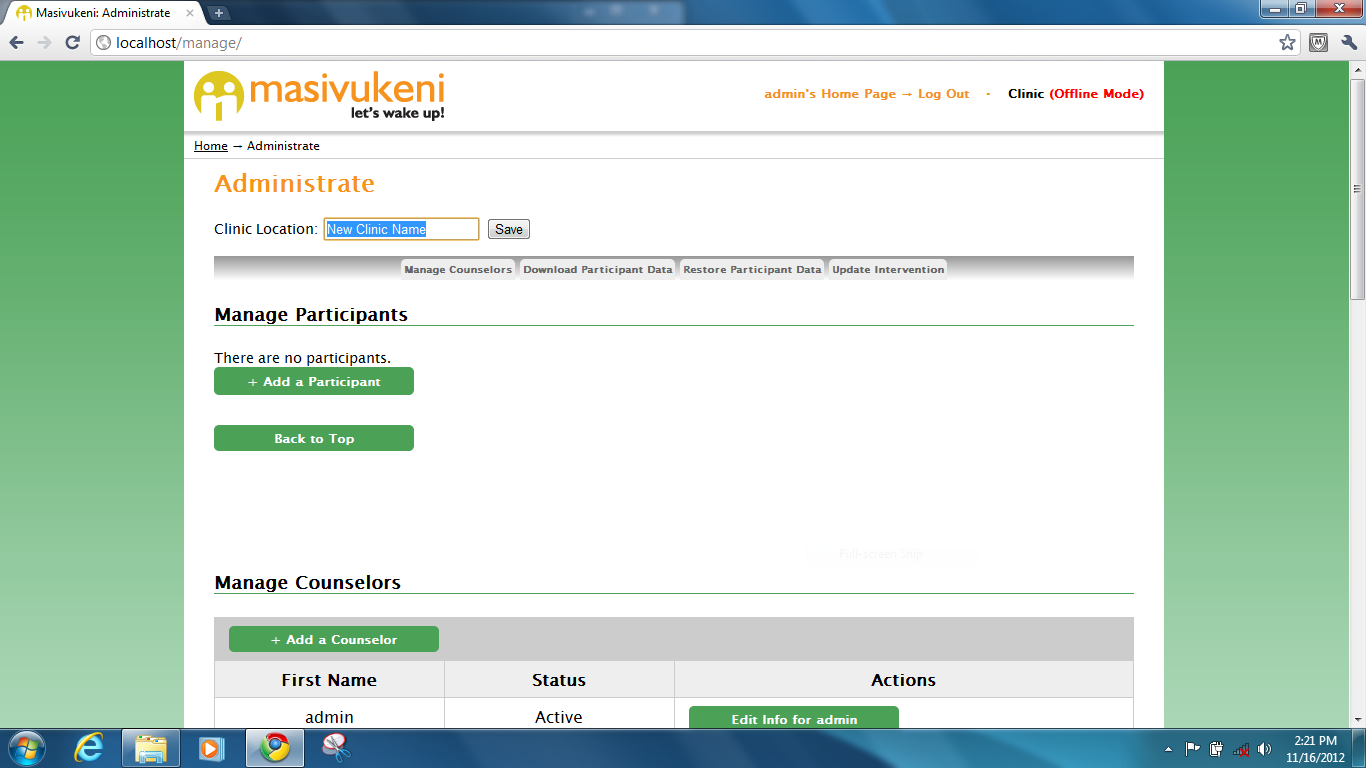 Masivukeni: Administrate
localhost/manage/
masivukeni
let's wake up!
admin's Home Page → Log Out - Clinic (Offline Mode)
Home → Administrate
Administrate
Clinic Location: New Clinic Name Save
Manage Counselors Download Participant Data Restore Participant Data Update Intervention
Manage Participants
There are no participants.
+ Add a Participant
Back to Top
Full-screen Snip
Manage Counselors
+ Add a Counselor
First Name Status Actions
admin Active Edit Info for admin
2:21 PM
11/16/2012